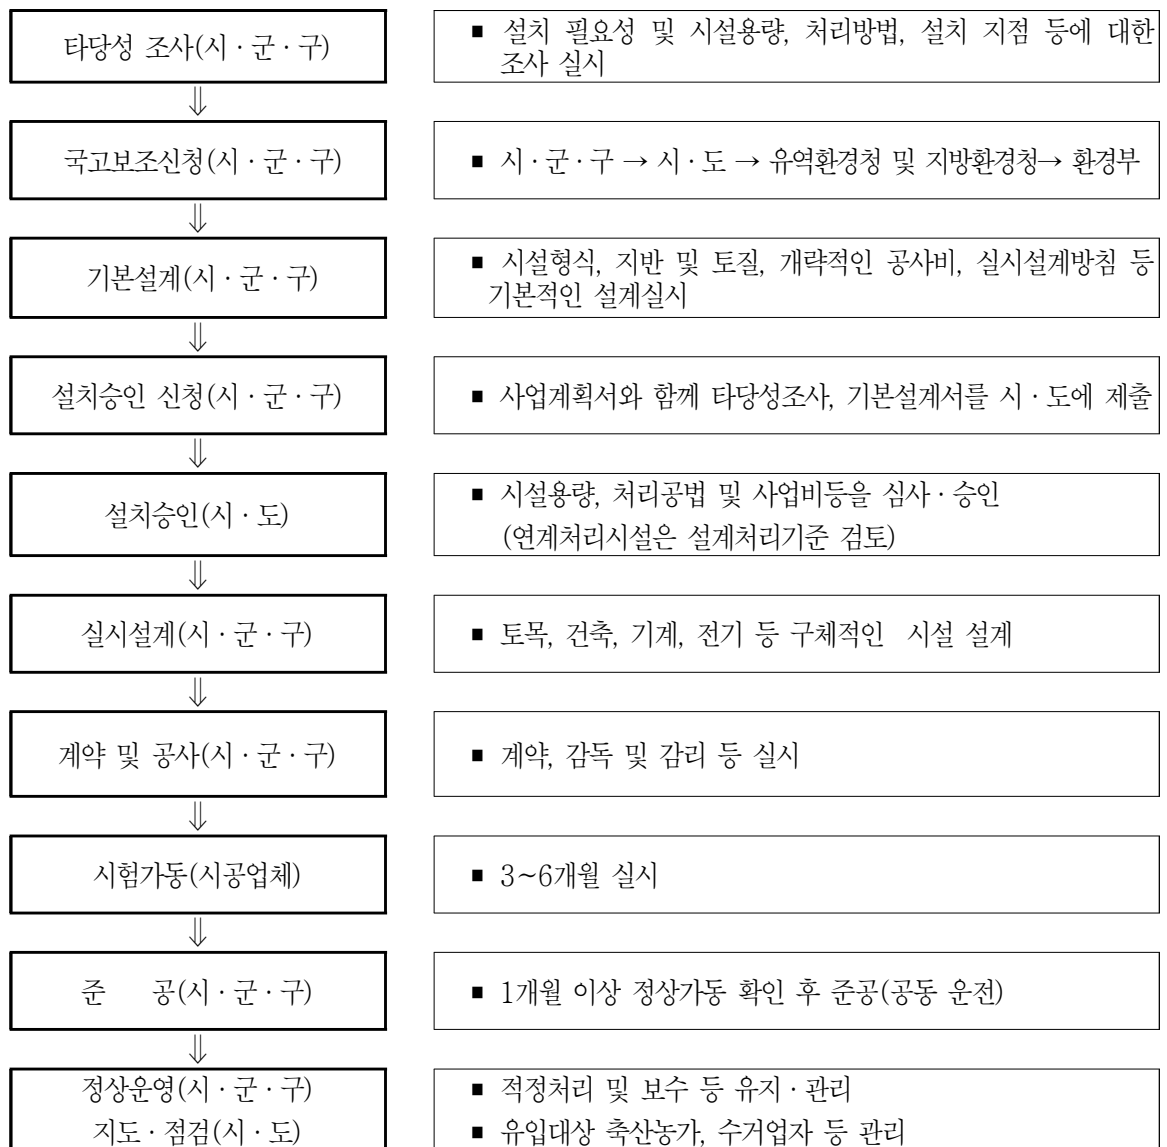 타당성 조사(시 · 군 · 구)
■ 설치 필요성 및 시설용량, 처리방법, 설치 지점 등에 대한
조사 실시
⇓
국고보조신청(시 · 군 · 구)
■ 시 · 군 · 구 → 시 · 도 → 유역환경청 및 지방환경청→ 환경부
⇓
기본설계(시 · 군 · 구)
■ 시설형식, 지반 및 토질, 개략적인 공사비, 실시설계방침 등
기본적인 설계실시
⇓
설치승인 신청(시 · 군 · 구)
■ 사업계획서와 함께 타당성조사, 기본설계서를 시 · 도에 제출
⇓
설치승인(시 · 도)
■ 시설용량, 처리공법 및 사업비등을 심사 · 승인
(연계처리시설은 설계처리기준 검토)
⇓
실시설계(시 · 군 · 구)
■ 토목, 건축, 기계, 전기 등 구체적인 시설 설계
⇓
계약 및 공사(시 · 군 · 구)
■ 계약, 감독 및 감리 등 실시
⇓
시험가동(시공업체)
■ 3~6개월 실시
⇓
준 공(시 · 군 · 구)
■ 1개월 이상 정상가동 확인 후 준공(공동 운전)
⇓
정상운영(시 · 군 · 구)
지도 · 점검(시 · 도)
■ 적정처리 및 보수 등 유지 · 관리
■ 유입대상 축산농가, 수거업자 등 관리